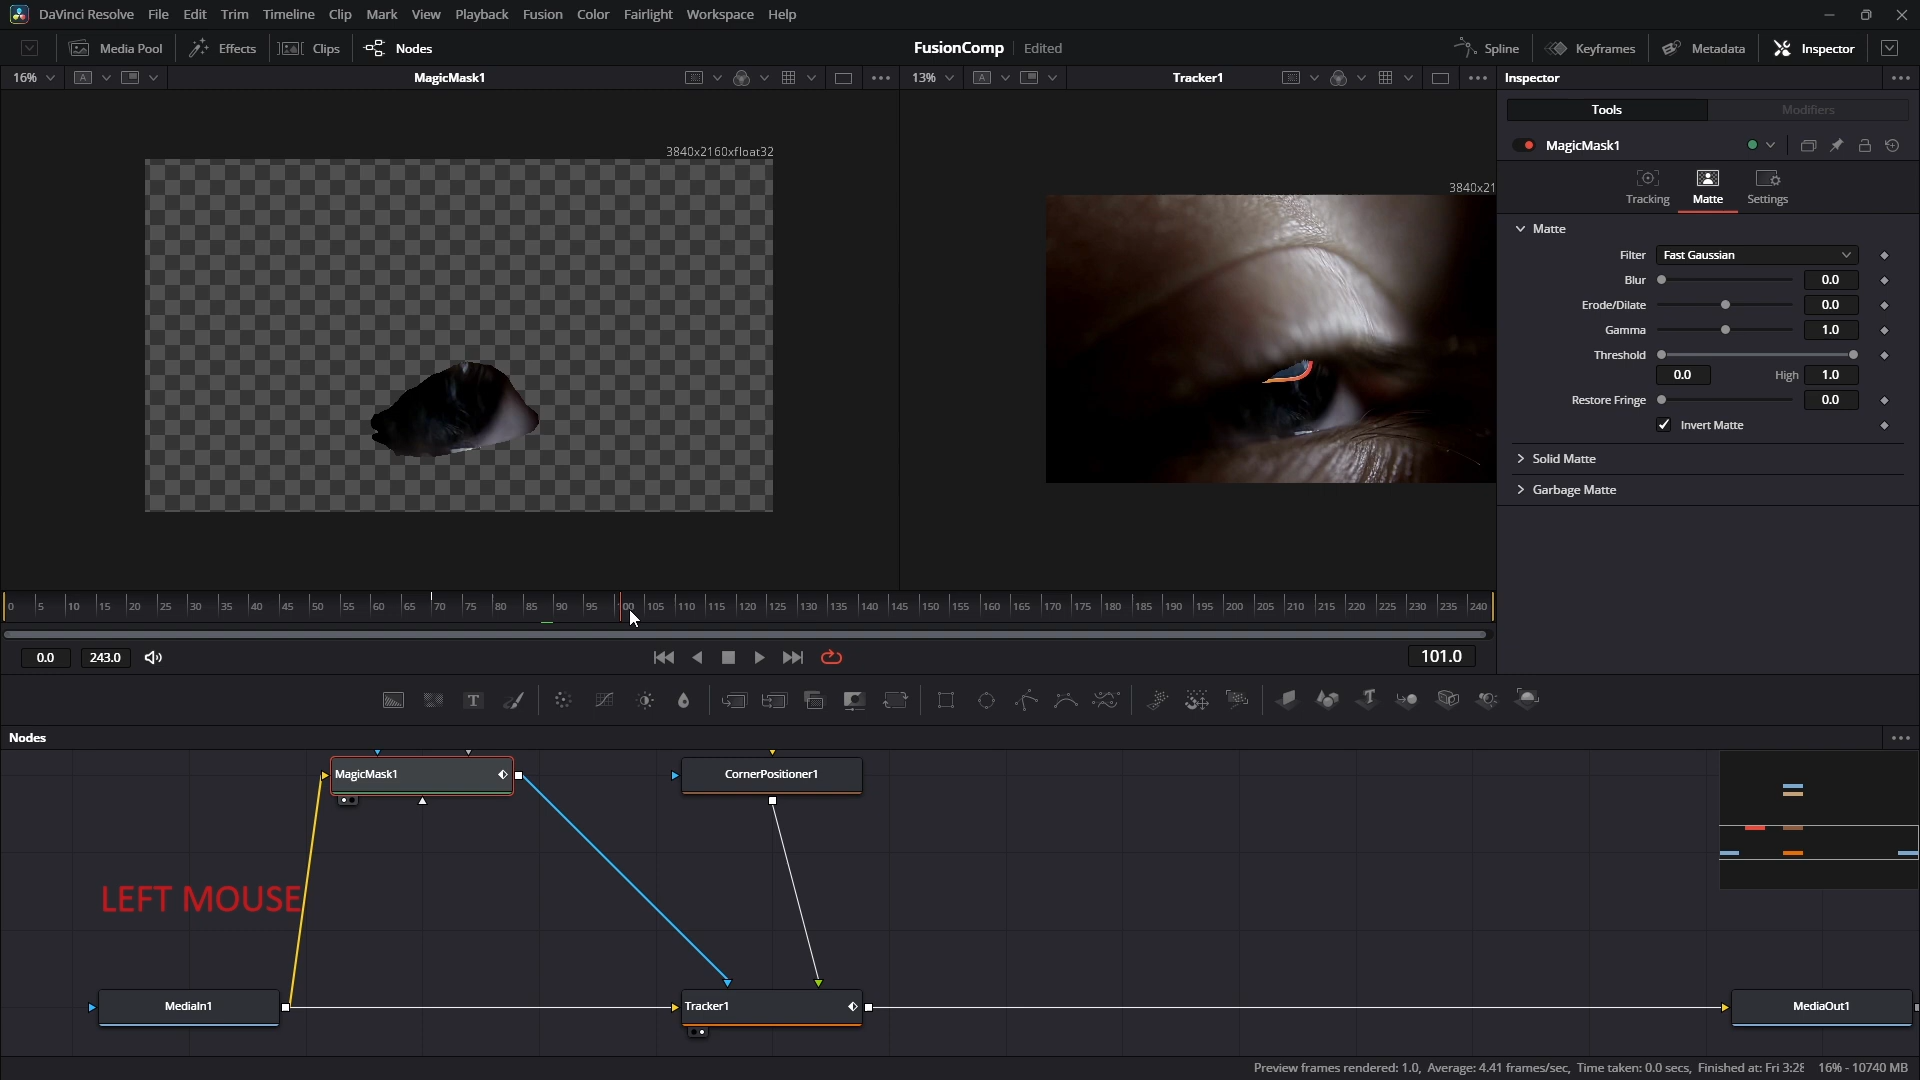 DaVinci Resolve File Edit Trim Timeline Clip Mark View Playback Fusion Color Fairlight Workspace Help
Media Pool Effects Clips Nodes FusionComp Edited Spline Keyframes Metadata Inspector
16% A MagicMask1 13% A Tracker1 Inspector
Tools Modifiers
MagicMask1
3840x2160xfloat32
3840x21
Tracking Matte Settings
Matte
Filter Fast Gaussian
Blur 0.0
Erode/Dilate 0.0
Gamma 1.0
Threshold
0.0 High 1.0
Restore Fringe 0.0
Invert Matte
Solid Matte
Garbage Matte
0 5 10 15 20 25 30 35 40 45 50 55 60 65 70 75 80 85 90 95 00 105 110 115 120 125 130 135 140 145 150 155 160 165 170 175 180 185 190 195 200 205 210 215 220 225 230 235 240
0.0 243.0 101.0
T T
Nodes
MagicMask1 CornerPositioner1
LEFT MOUSE
MediaIn1 Tracker1 MediaOut1
Preview frames rendered: 1.0, Average: 4.41 frames/sec, Time taken: 0.0 secs, Finished at: Fri 3:28 16% - 10740 MB